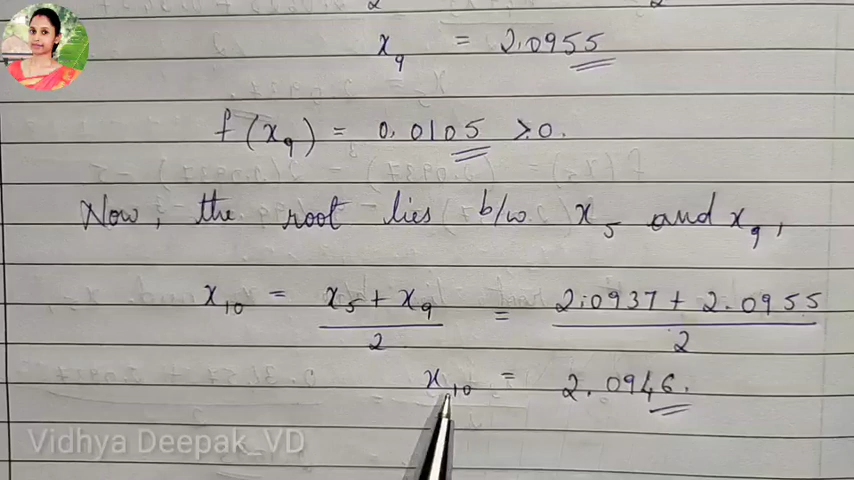 x₉ = 2.0955
f(x₉) = 0.0105 > 0.
Now, the root lies b/w. x₅ and x₉,
x₁₀ = (x₅ + x₉)/2 = (2.0937 + 2.0955)/2
x₁₀ = 2.0946.
Vidhya Deepak_VD